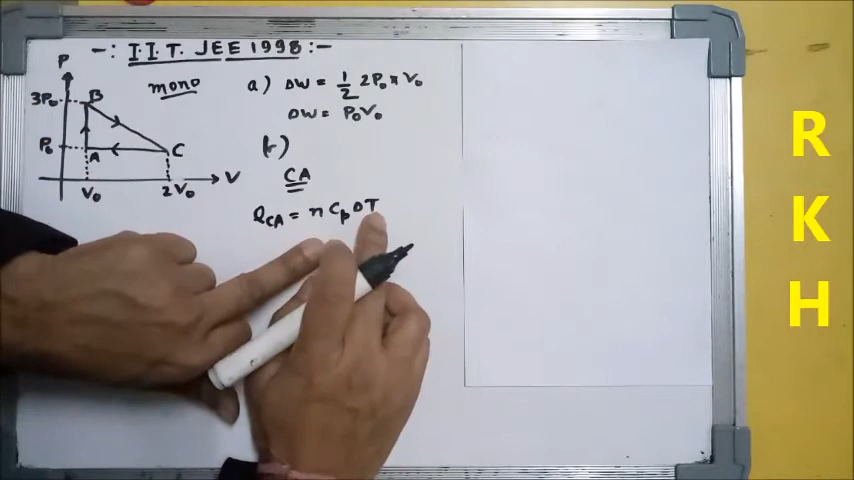 -: I.I.T. JEE 1998:-
P
mono
3P₀ B
P₀ A C
V₀ 2V₀ V
a) ΔW = 1/2 2P₀ × V₀
ΔW = P₀V₀
(b)
CA
Q_CA = n C_p ΔT
R
K
H